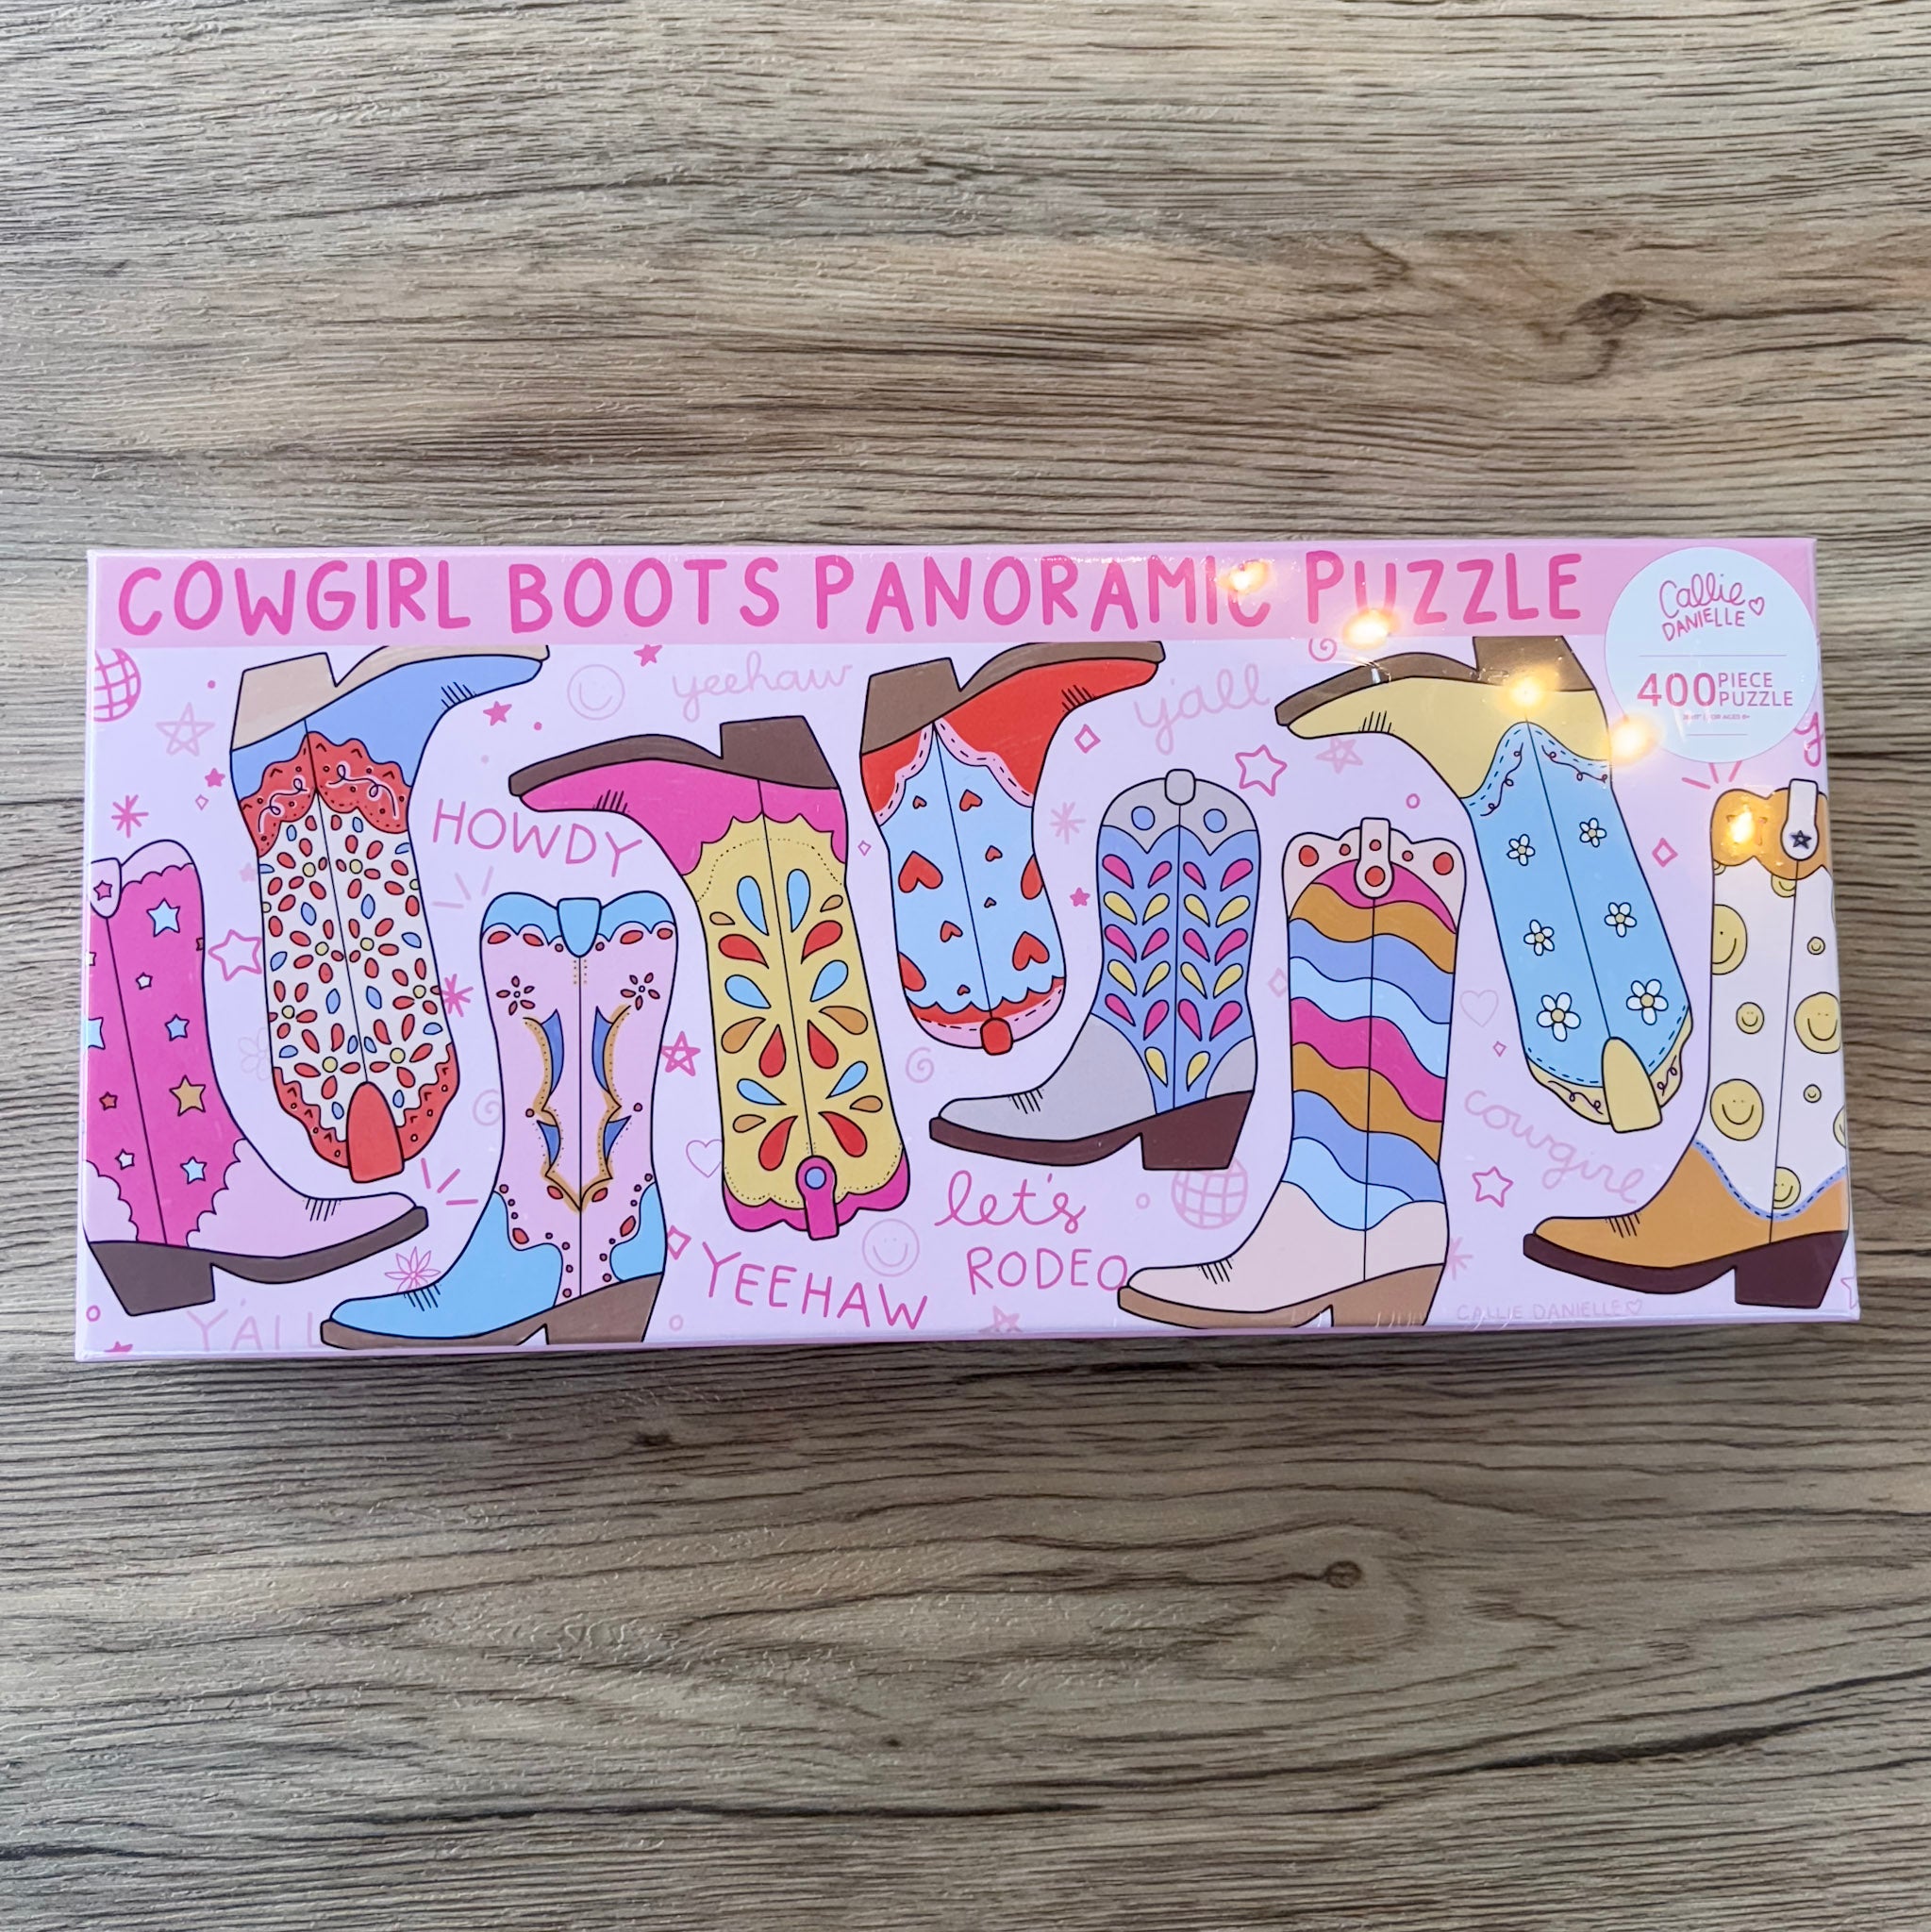 COWGIRL BOOTS PANORAMIC PUZZLE
Callie
DANIELLE
400 PIECE
PUZZLE
yeehaw
y'all
HOWDY
cowgirl
let's
RODEO
YEEHAW
Y'ALL
CALLIE DANIELLE